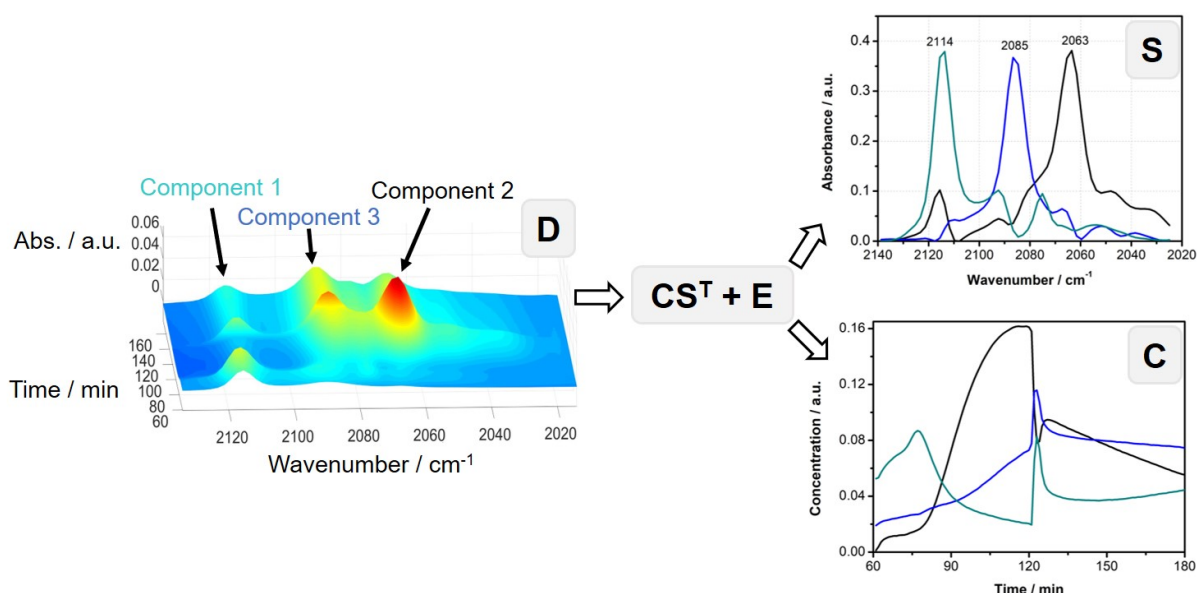 Component 1
Component 2
Component 3
D
Abs. / a.u.
0.06
0.04
0.02
0
160
140
120
100
80
60
Time / min
2120
2100
2080
2060
2040
2020
Wavenumber / cm-1
CST + E
S
2114
2085
2063
0.4
0.3
0.2
0.1
0.0
Absorbance / a.u.
2140
2120
2100
2080
2060
2040
2020
Wavenumber / cm-1
C
0.16
0.12
0.08
0.04
0.00
Concentration / a.u.
60
90
120
150
180
Time / min